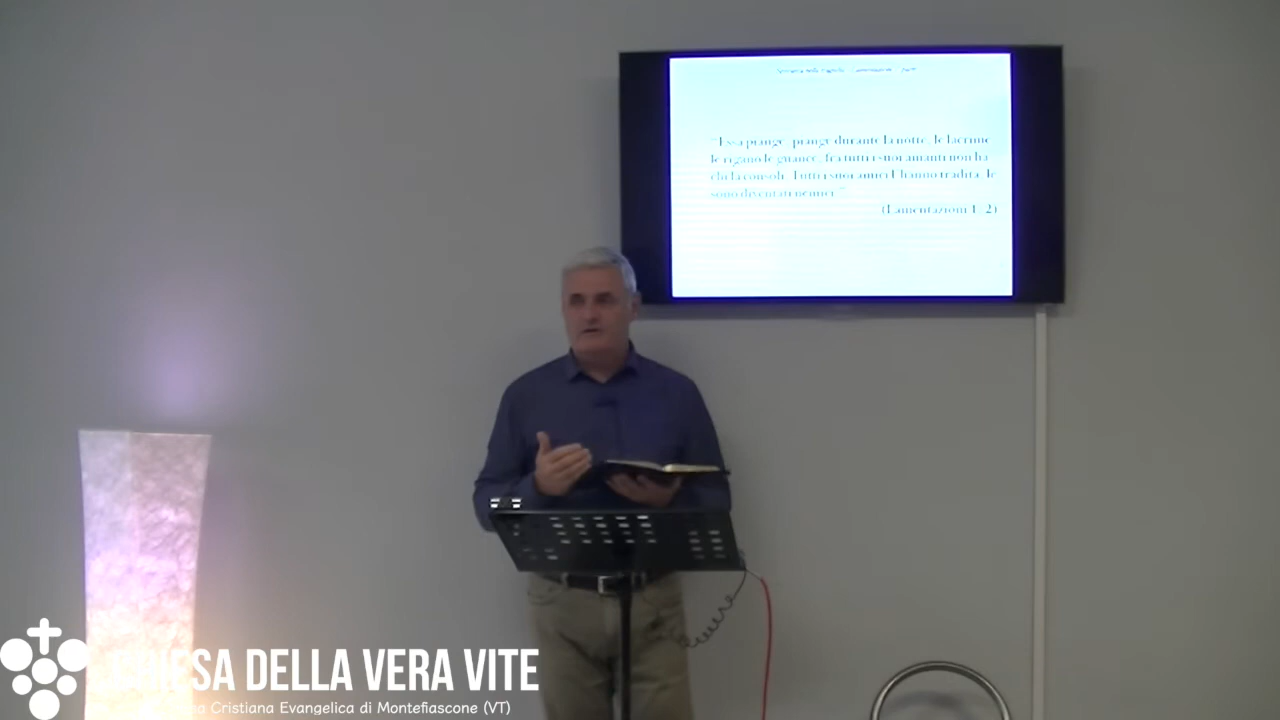 "Essa piange, piange durante la notte, le lacrime
le rigano le guance; fra tutti i suoi amanti non ha
chi la consoli. Tutti i suoi amici l'hanno tradita, le
sono diventati nemici."
(Lamentazioni 1: 2)
CHIESA DELLA VERA VITE
Cristiana Evangelica di Montefiascone (VT)